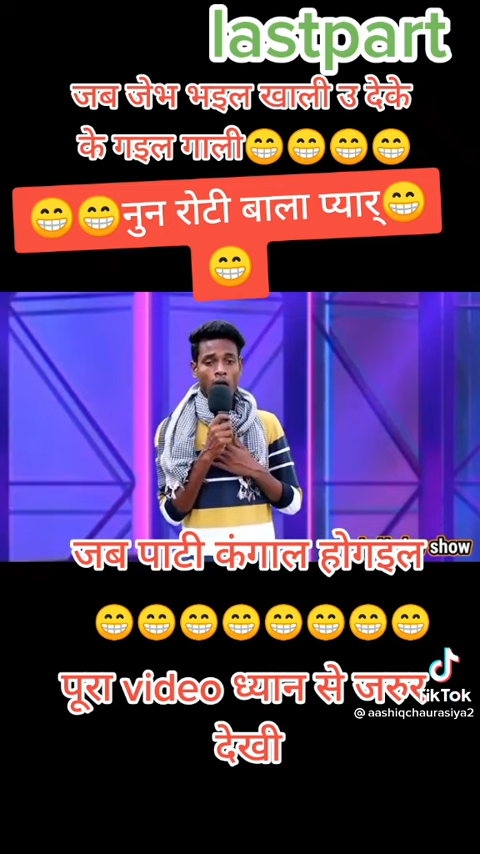 lastpart
जब जेभ भइल खाली उ देके
के गइल गाली😁😁😁😁
😁😁नुन रोटी बाला प्यार्😁
😁
show
जब पाटी कंगाल होगइल
😁😁😁😁😁😁😁😁
पूरा video ध्यान से जरुर
TikTok
देखी
@aashiqchaurasiya2